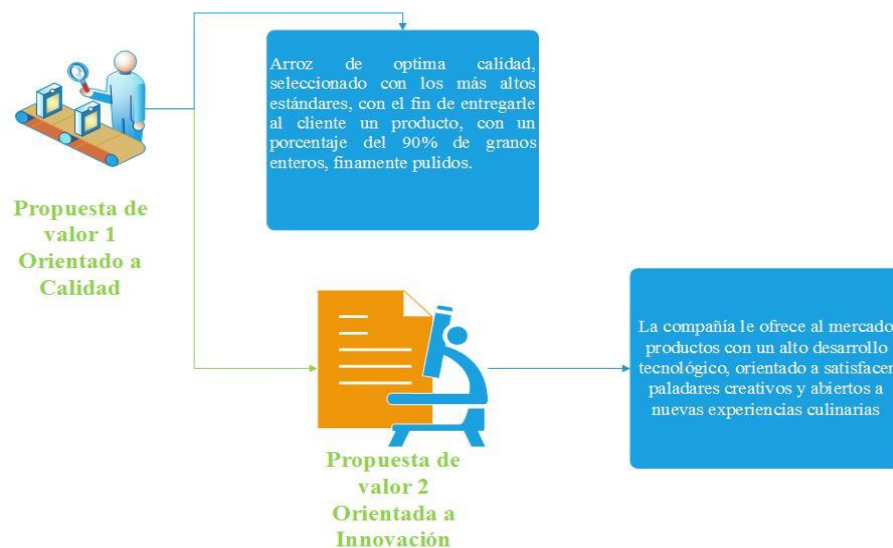 Arroz de optima calidad,
seleccionado con los más altos
estándares, con el fin de entregarle
al cliente un producto, con un
porcentaje del 90% de granos
enteros, finamente pulidos.
Propuesta de
valor 1
Orientado a
Calidad
La compañía le ofrece al mercado
productos con un alto desarrollo
tecnológico, orientado a satisfacer
paladares creativos y abiertos a
nuevas experiencias culinarias
Propuesta de
valor 2
Orientada a
Innovación